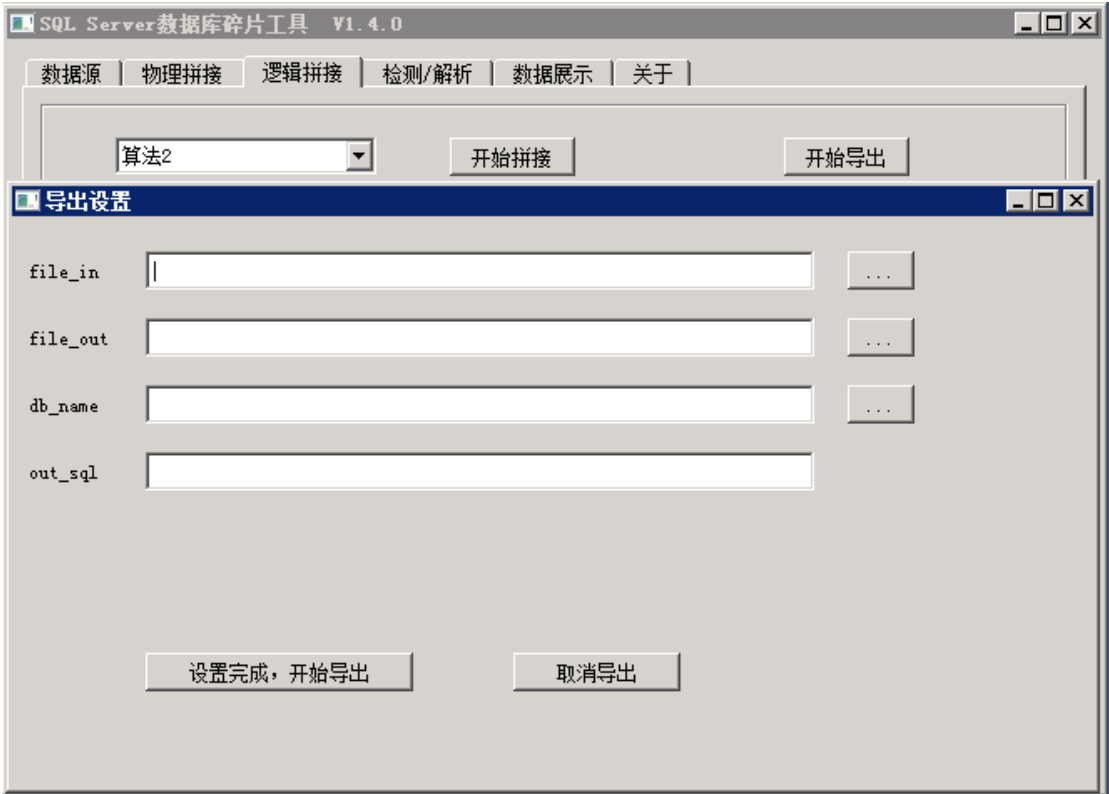 SQL Server数据库碎片工具 V1.4.0
数据源 物理拼接 逻辑拼接 检测/解析 数据展示 关于
算法2 开始拼接 开始导出
导出设置
file_in ...
file_out ...
db_name ...
out_sql
设置完成，开始导出 取消导出